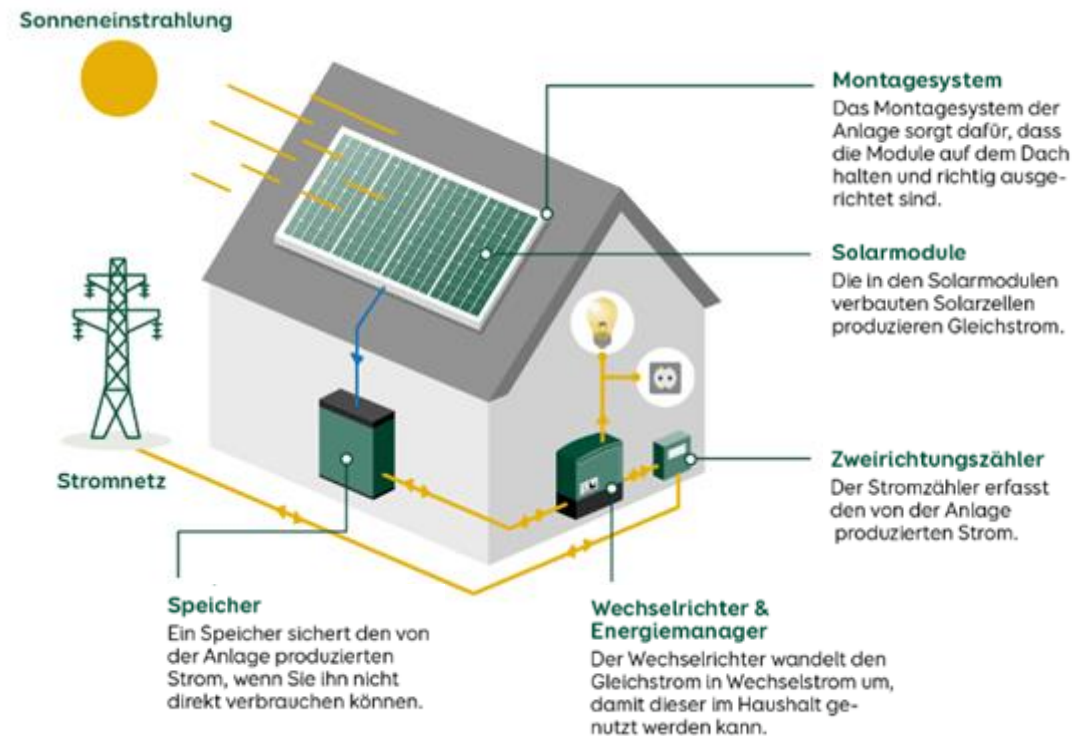 Sonneneinstrahlung
Montagesystem
Das Montagesystem der
Anlage sorgt dafür, dass
die Module auf dem Dach
halten und richtig ausge-
richtet sind.
Solarmodule
Die in den Solarmodulen
verbauten Solarzellen
produzieren Gleichstrom.
Zweirichtungszähler
Der Stromzähler erfasst
den von der Anlage
produzierten Strom.
Stromnetz
Speicher
Ein Speicher sichert den von
der Anlage produzierten
Strom, wenn Sie ihn nicht
direkt verbrauchen können.
Wechselrichter &
Energiemanager
Der Wechselrichter wandelt den
Gleichstrom in Wechselstrom um,
damit dieser im Haushalt ge-
nutzt werden kann.